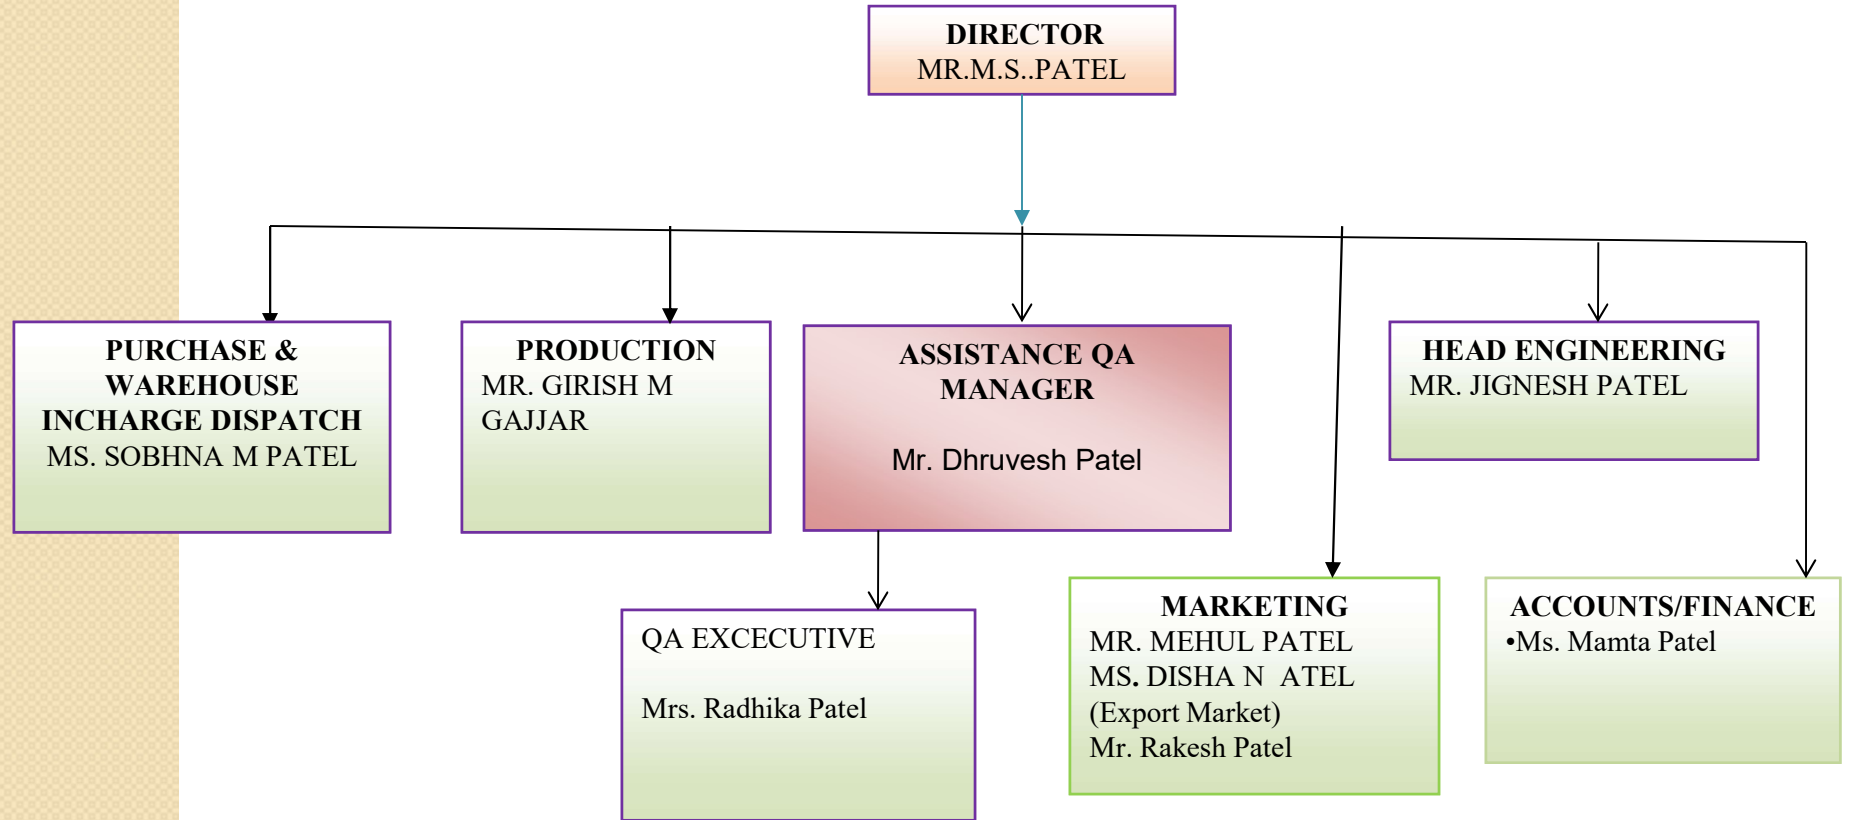 DIRECTOR
MR.M.S..PATEL
PURCHASE &
WAREHOUSE
INCHARGE DISPATCH
MS. SOBHNA M PATEL
PRODUCTION
MR. GIRISH M
GAJJAR
ASSISTANCE QA
MANAGER
Mr. Dhruvesh Patel
HEAD ENGINEERING
MR. JIGNESH PATEL
QA EXCECUTIVE
Mrs. Radhika Patel
MARKETING
MR. MEHUL PATEL
MS. DISHA N  ATEL
(Export Market)
Mr. Rakesh Patel
ACCOUNTS/FINANCE
•Ms. Mamta Patel